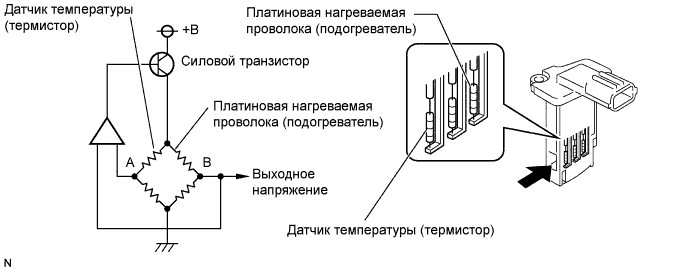 Датчик температуры
(термистор)
+B
Силовой транзистор
Платиновая нагреваемая
проволока (подогреватель)
A
B
Выходное
напряжение
Платиновая нагреваемая
проволока (подогреватель)
Датчик температуры (термистор)
N